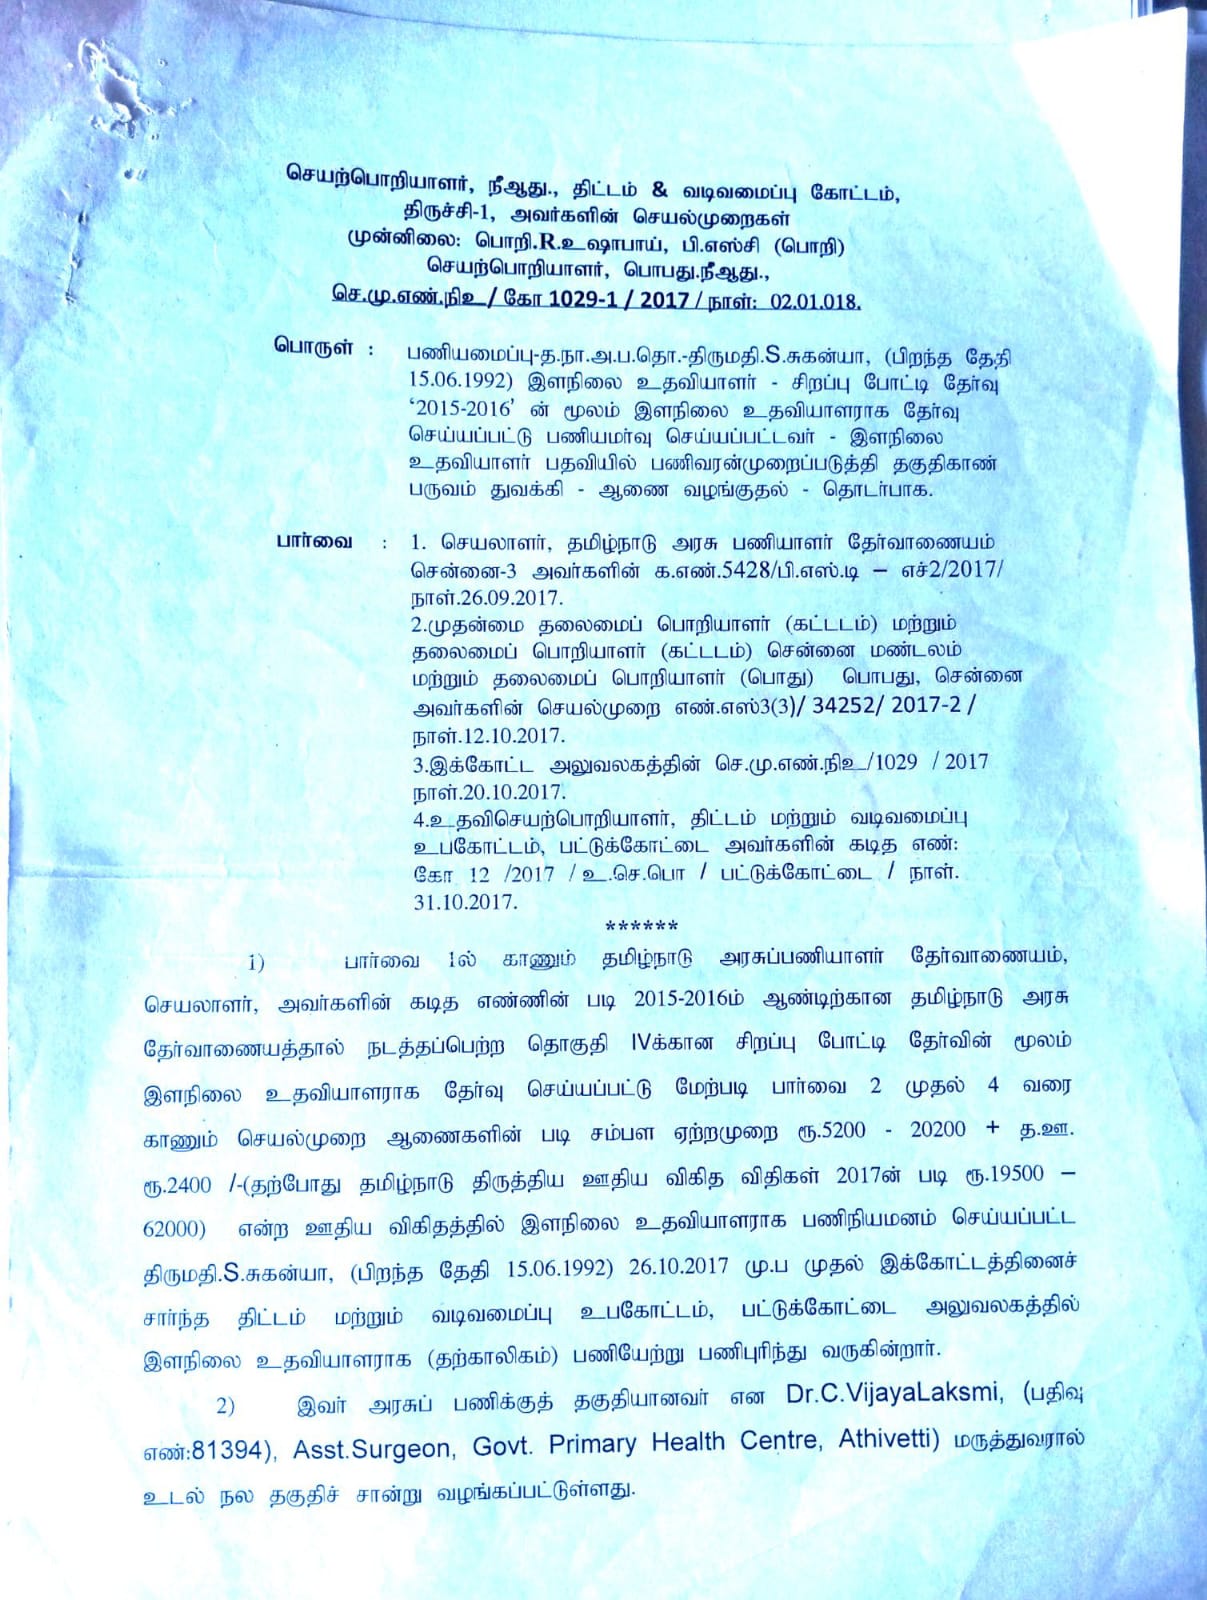 செயற்பொறியாளர், நீஆது., திட்டம் & வடிவமைப்பு கோட்டம்,
திருச்சி-1, அவர்களின் செயல்முறைகள்
முன்னிலை: பொறி.R.உஷாபாய், பி.எஸ்சி (பொறி)
செயற்பொறியாளர், பொபது.நீஆது.,
செ.மு.எண்.நிஉ/ கோ 1029-1 / 2017 / நாள்: 02.01.018.
பொருள் : பணியமைப்பு-த.நா.அ.ப.தொ.-திருமதி.S.சுகன்யா, (பிறந்த தேதி
15.06.1992) இளநிலை உதவியாளர் - சிறப்பு போட்டி தேர்வு
‘2015-2016’ ன் மூலம் இளநிலை உதவியாளராக தேர்வு
செய்யப்பட்டு பணியமர்வு செய்யப்பட்டவர் - இளநிலை
உதவியாளர் பதவியில் பணிவரன்முறைப்படுத்தி தகுதிகாண்
பருவம் துவக்கி - ஆணை வழங்குதல் - தொடர்பாக.
பார்வை : 1. செயலாளர், தமிழ்நாடு அரசு பணியாளர் தேர்வாணையம்
சென்னை-3 அவர்களின் க.எண்.5428/பி.எஸ்.டி – எச்2/2017/
நாள்.26.09.2017.
2.முதன்மை தலைமைப் பொறியாளர் (கட்டடம்) மற்றும்
தலைமைப் பொறியாளர் (கட்டடம்) சென்னை மண்டலம்
மற்றும் தலைமைப் பொறியாளர் (பொது) பொபது, சென்னை
அவர்களின் செயல்முறை எண்.எஸ்3(3)/ 34252/ 2017-2 /
நாள்.12.10.2017.
3.இக்கோட்ட அலுவலகத்தின் செ.மு.எண்.நிஉ/1029 / 2017
நாள்.20.10.2017.
4.உதவிசெயற்பொறியாளர், திட்டம் மற்றும் வடிவமைப்பு
உபகோட்டம், பட்டுக்கோட்டை அவர்களின் கடித எண்:
கோ 12 /2017 / உ.செ.பொ / பட்டுக்கோட்டை / நாள்.
31.10.2017.
******
1) பார்வை 1ல் காணும் தமிழ்நாடு அரசுப்பணியாளர் தேர்வாணையம்,
செயலாளர், அவர்களின் கடித எண்ணின் படி 2015-2016ம் ஆண்டிற்கான தமிழ்நாடு அரசு
தேர்வாணையத்தால் நடத்தப்பெற்ற தொகுதி IVக்கான சிறப்பு போட்டி தேர்வின் மூலம்
இளநிலை உதவியாளராக தேர்வு செய்யப்பட்டு மேற்படி பார்வை 2 முதல் 4 வரை
காணும் செயல்முறை ஆணைகளின் படி சம்பள ஏற்றமுறை ரூ.5200 - 20200 + த.ஊ.
ரூ.2400 /-(தற்போது தமிழ்நாடு திருத்திய ஊதிய விகித விதிகள் 2017ன் படி ரூ.19500 –
62000) என்ற ஊதிய விகிதத்தில் இளநிலை உதவியாளராக பணிநியமனம் செய்யப்பட்ட
திருமதி.S.சுகன்யா, (பிறந்த தேதி 15.06.1992) 26.10.2017 மு.ப முதல் இக்கோட்டத்தினைச்
சார்ந்த திட்டம் மற்றும் வடிவமைப்பு உபகோட்டம், பட்டுக்கோட்டை அலுவலகத்தில்
இளநிலை உதவியாளராக (தற்காலிகம்) பணியேற்று பணிபுரிந்து வருகின்றார்.
2) இவர் அரசுப் பணிக்குத் தகுதியானவர் என Dr.C.VijayaLaksmi, (பதிவு
எண்:81394), Asst.Surgeon, Govt. Primary Health Centre, Athivetti) மருத்துவரால்
உடல் நல தகுதிச் சான்று வழங்கப்பட்டுள்ளது.